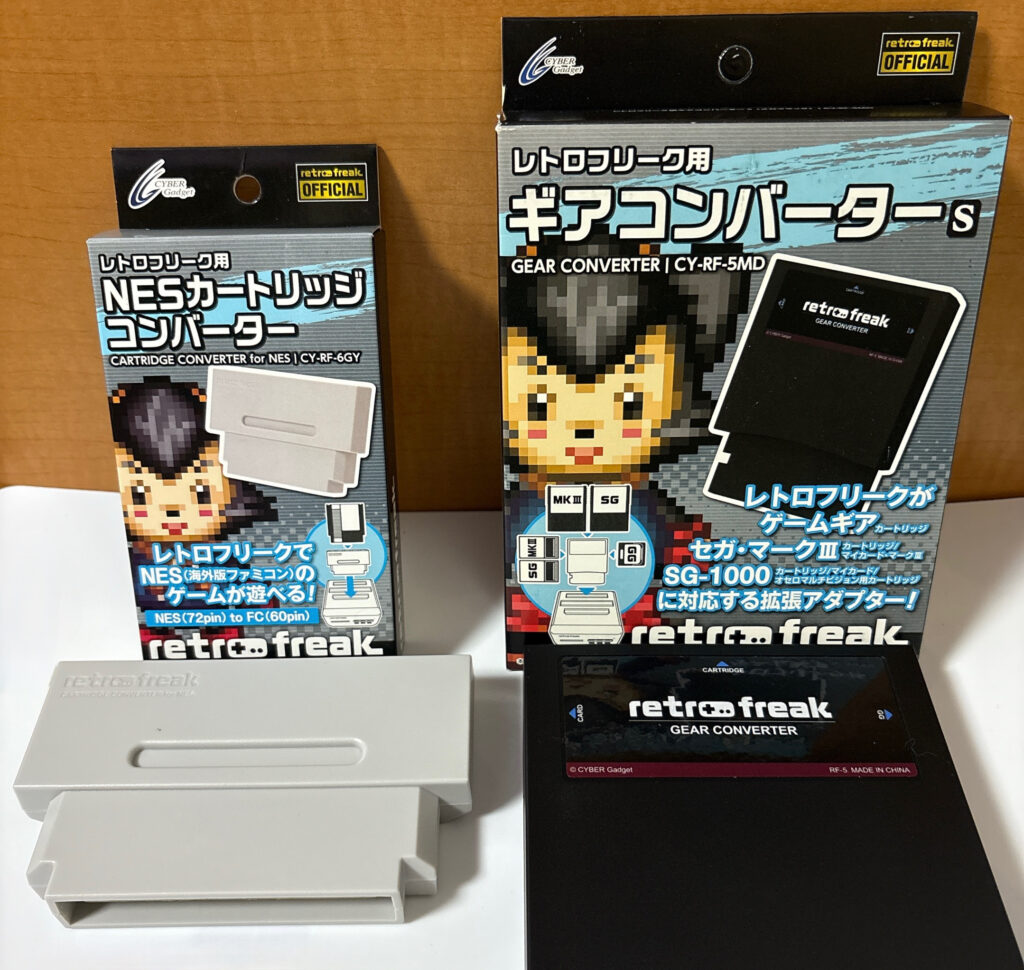 CYBER Gadget
retro freak
OFFICIAL
レトロフリーク用
NESカートリッジ
コンバーター
CARTRIDGE CONVERTER for NES | CY-RF-6GY
レトロフリークで
NES(海外版ファミコン)の
ゲームが遊べる!
NES(72pin) to FC(60pin)
retro freak
CYBER Gadget
retro freak
OFFICIAL
レトロフリーク用
ギアコンバーターS
GEAR CONVERTER | CY-RF-5MD
CARTRIDGE
retro freak
GEAR CONVERTER
MKⅢ
SG
SG
MKⅢ
GG
レトロフリークが
ゲームギア カートリッジ
セガ・マークⅢ カートリッジ/マイカード・マークⅢ
SG-1000 カートリッジ/マイカード/オセロマルチビジョン用カートリッジ
に対応する拡張アダプター!
retro freak
retro freak
CARTRIDGE
CARD
retro freak
GG
GEAR CONVERTER
© CYBER Gadget
RF-5 MADE IN CHINA